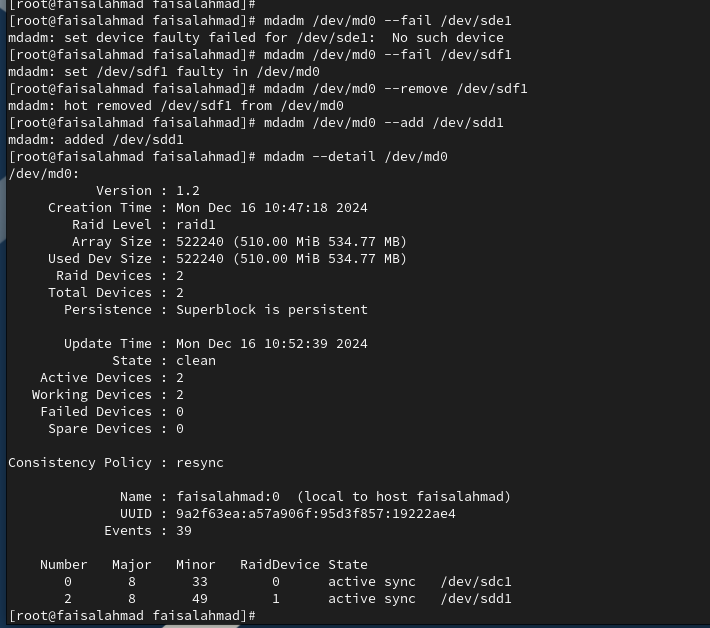 [root@faisalahmad faisalahmad]#
[root@faisalahmad faisalahmad]# mdadm /dev/md0 --fail /dev/sde1
mdadm: set device faulty failed for /dev/sde1:  No such device
[root@faisalahmad faisalahmad]# mdadm /dev/md0 --fail /dev/sdf1
mdadm: set /dev/sdf1 faulty in /dev/md0
[root@faisalahmad faisalahmad]# mdadm /dev/md0 --remove /dev/sdf1
mdadm: hot removed /dev/sdf1 from /dev/md0
[root@faisalahmad faisalahmad]# mdadm /dev/md0 --add /dev/sdd1
mdadm: added /dev/sdd1
[root@faisalahmad faisalahmad]# mdadm --detail /dev/md0
/dev/md0:
           Version : 1.2
     Creation Time : Mon Dec 16 10:47:18 2024
        Raid Level : raid1
        Array Size : 522240 (510.00 MiB 534.77 MB)
     Used Dev Size : 522240 (510.00 MiB 534.77 MB)
      Raid Devices : 2
     Total Devices : 2
       Persistence : Superblock is persistent

       Update Time : Mon Dec 16 10:52:39 2024
             State : clean
    Active Devices : 2
   Working Devices : 2
    Failed Devices : 0
     Spare Devices : 0

Consistency Policy : resync

              Name : faisalahmad:0  (local to host faisalahmad)
              UUID : 9a2f63ea:a57a906f:95d3f857:19222ae4
            Events : 39

    Number   Major   Minor   RaidDevice State
       0       8       33        0      active sync   /dev/sdc1
       2       8       49        1      active sync   /dev/sdd1
[root@faisalahmad faisalahmad]#